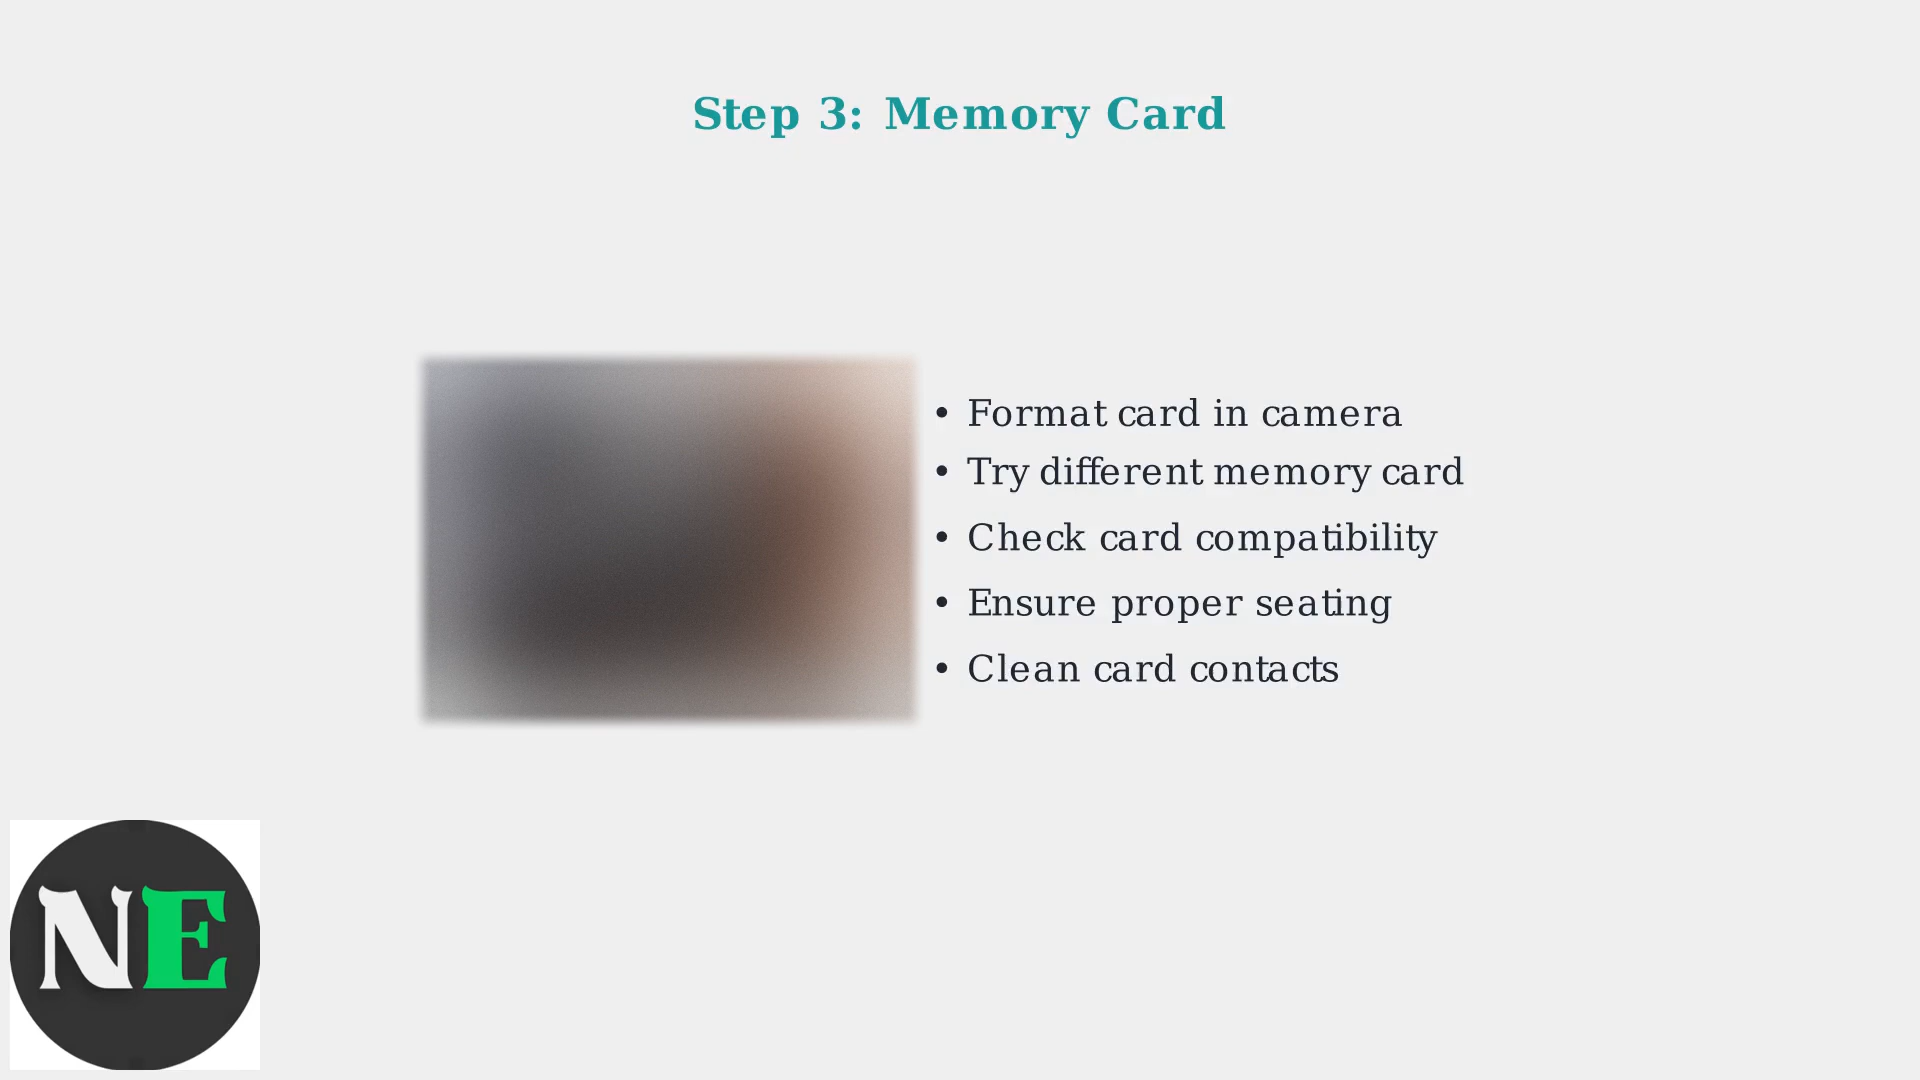 Step 3: Memory Card
• Format card in camera
• Try different memory card
• Check card compatibility
• Ensure proper seating
• Clean card contacts
NE